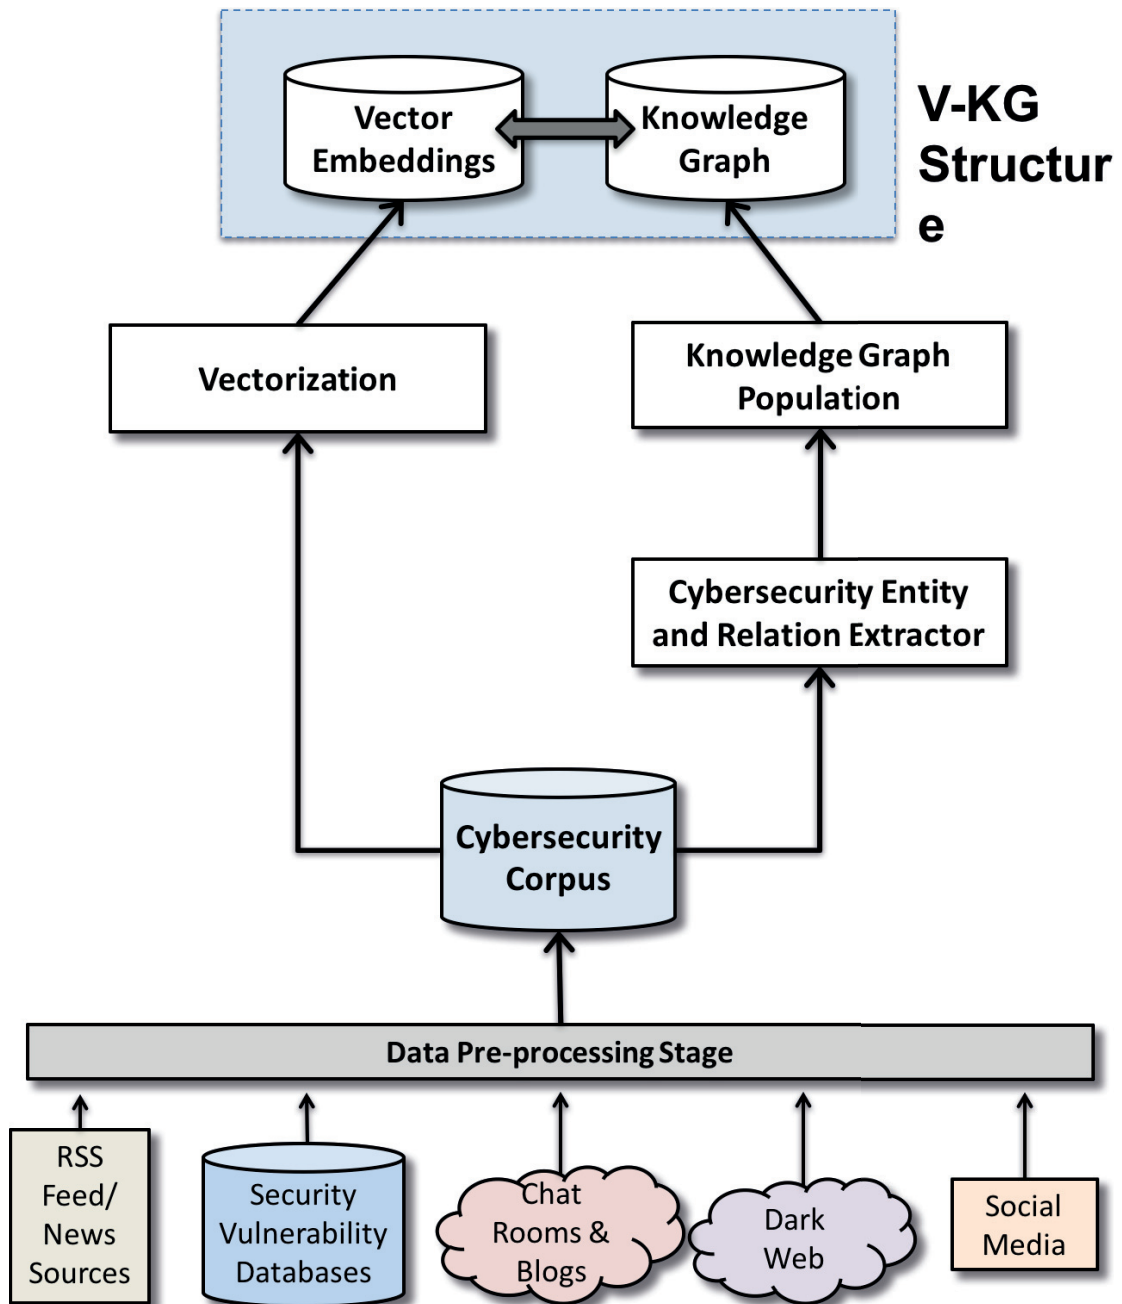 Vector
Embeddings
Knowledge
Graph
V-KG
Structur
e
Vectorization
Knowledge Graph
Population
Cybersecurity Entity
and Relation Extractor
Cybersecurity
Corpus
Data Pre-processing Stage
RSS
Feed/
News
Sources
Security
Vulnerability
Databases
Chat
Rooms &
Blogs
Dark
Web
Social
Media